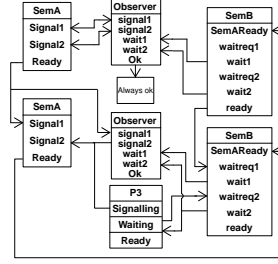 SemA
Signal1
Signal2
Ready
Observer
signal1
signal2
wait1
wait2
Ok
Always ok
SemB
SemAReady
waitreq1
wait1
waitreq2
wait2
ready
SemA
Signal1
Signal2
Ready
Observer
signal1
signal2
wait1
wait2
Ok
P3
Signalling
Waiting
Ready
SemB
SemAReady
waitreq1
wait1
waitreq2
wait2
ready